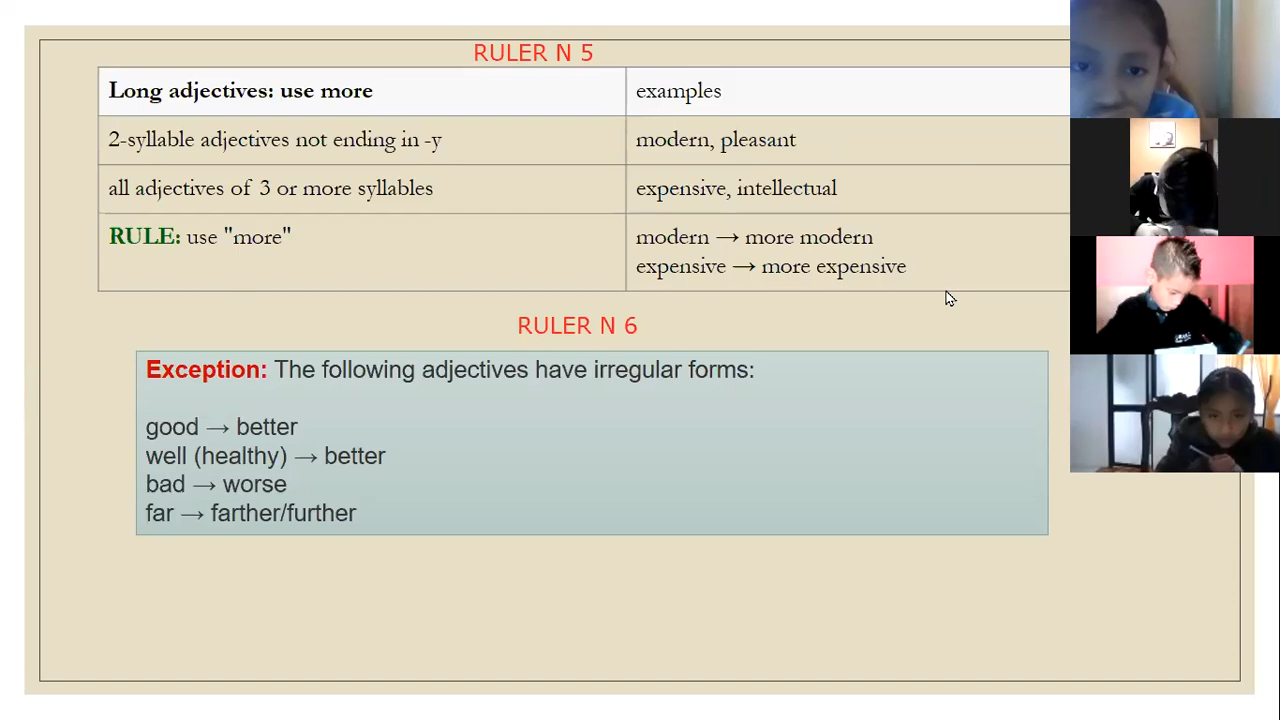 RULER N 5
Long adjectives: use more
examples
2-syllable adjectives not ending in -y
modern, pleasant
all adjectives of 3 or more syllables
expensive, intellectual
RULE: use "more"
modern → more modern
expensive → more expensive
RULER N 6
Exception: The following adjectives have irregular forms:
good → better
well (healthy) → better
bad → worse
far → farther/further